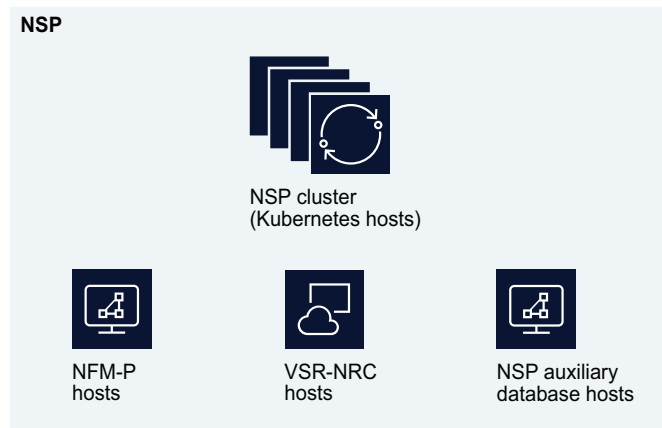 NSP
NSP cluster
(Kubernetes hosts)
NFM-P
hosts
VSR-NRC
hosts
NSP auxiliary
database hosts